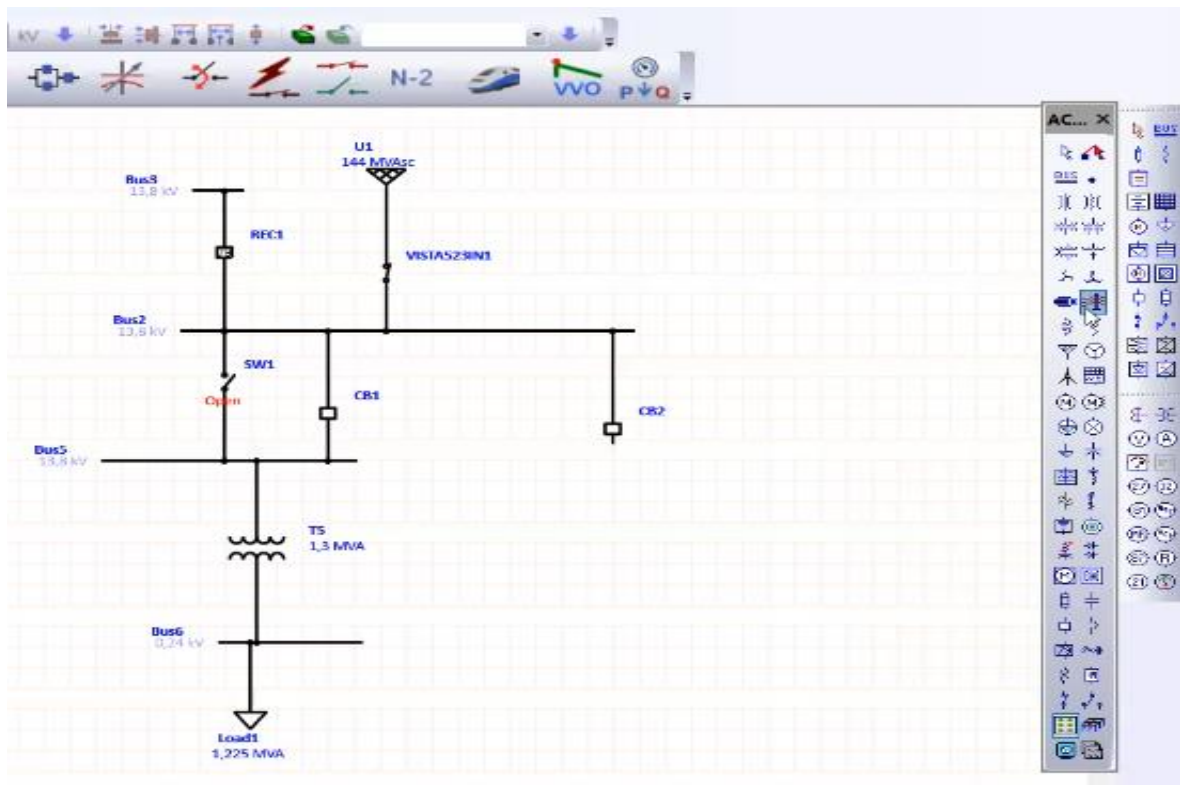 kV
N-2
VVO
P Q
AC...
BUS
BUS
U1
144 MVAsc
Bus3
13,8 kV
REC1
VISTA523IN1
Bus2
13,8 kV
SW1
Open
CB1
CB2
Bus5
13,8 kV
T5
1,3 MVA
Bus6
0,24 kV
Load1
1,225 MVA